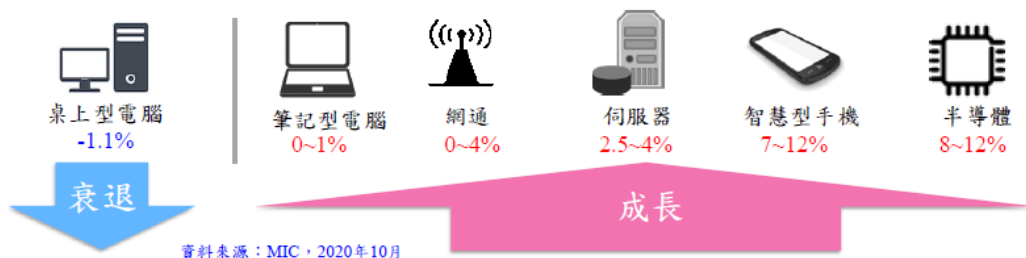 桌上型電腦
-1.1%
衰退
筆記型電腦
0~1%
網通
0~4%
伺服器
2.5~4%
智慧型手機
7~12%
半導體
8~12%
成長
資料來源：MIC，2020年10月